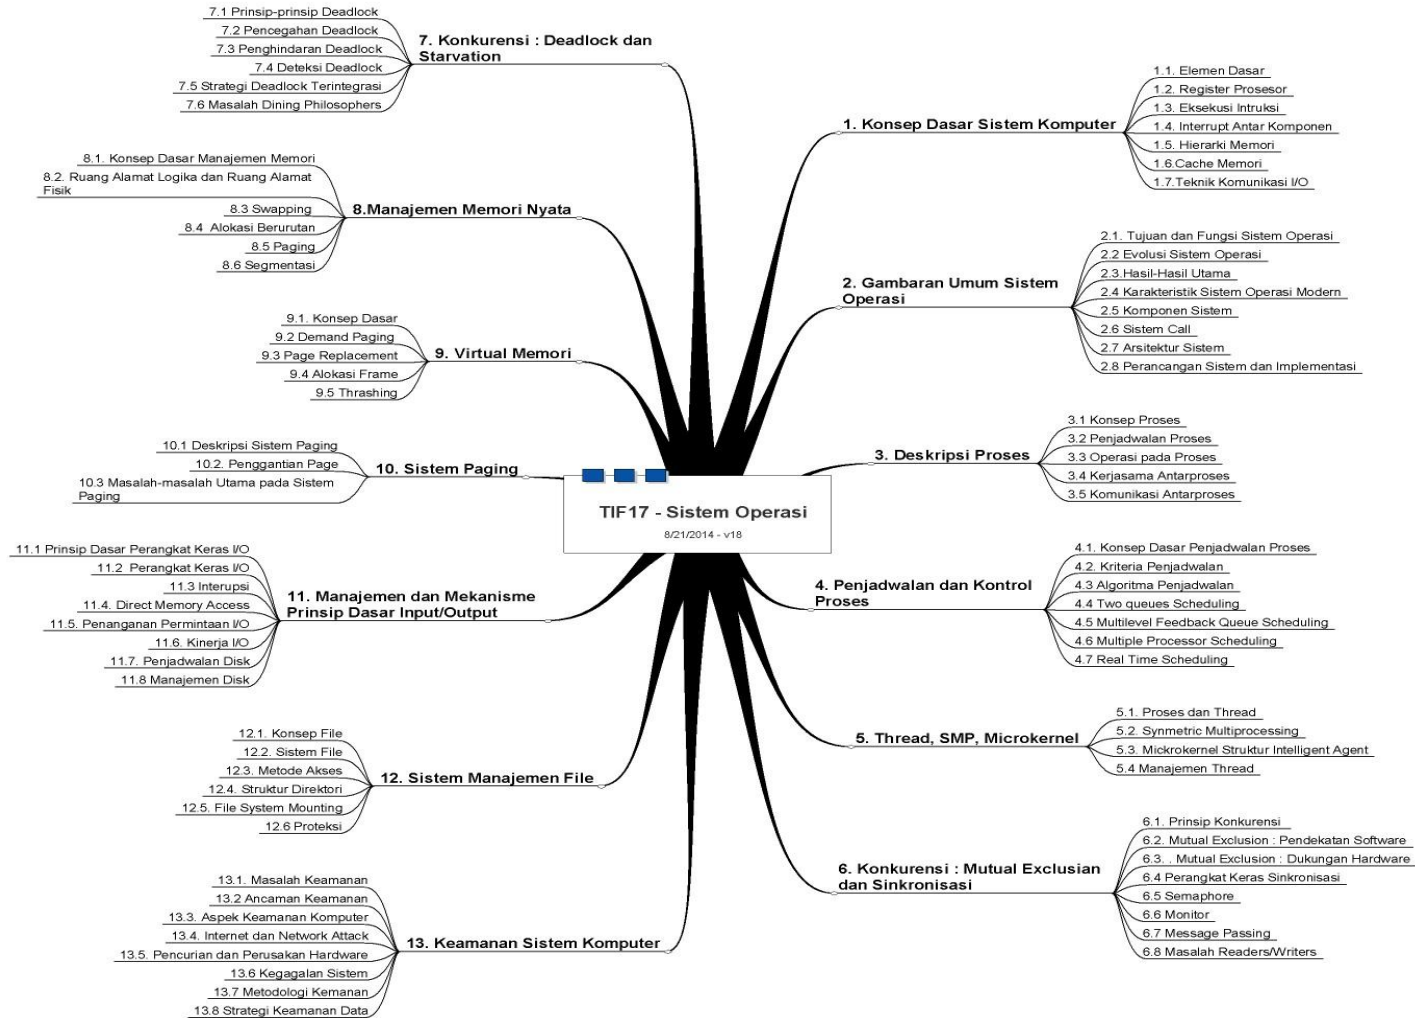 TIF17 - Sistem Operasi
8/21/2014 - v18
1. Konsep Dasar Sistem Komputer
1.1. Elemen Dasar
1.2. Register Prosesor
1.3. Eksekusi Intruksi
1.4. Interrupt Antar Komponen
1.5. Hierarki Memori
1.6.Cache Memori
1.7.Teknik Komunikasi I/O
2. Gambaran Umum Sistem
Operasi
2.1. Tujuan dan Fungsi Sistem Operasi
2.2 Evolusi Sistem Operasi
2.3.Hasil-Hasil Utama
2.4 Karakteristik Sistem Operasi Modern
2.5 Komponen Sistem
2.6 Sistem Call
2.7 Arsitektur Sistem
2.8 Perancangan Sistem dan Implementasi
3. Deskripsi Proses
3.1 Konsep Proses
3.2 Penjadwalan Proses
3.3 Operasi pada Proses
3.4 Kerjasama Antarproses
3.5 Komunikasi Antarproses
4. Penjadwalan dan Kontrol
Proses
4.1. Konsep Dasar Penjadwalan Proses
4.2. Kriteria Penjadwalan
4.3 Algoritma Penjadwalan
4.4 Two queues Scheduling
4.5 Multilevel Feedback Queue Scheduling
4.6 Multiple Processor Scheduling
4.7 Real Time Scheduling
5. Thread, SMP, Microkernel
5.1. Proses dan Thread
5.2. Synmetric Multiprocessing
5.3. Mickrokernel Struktur Intelligent Agent
5.4 Manajemen Thread
6. Konkurensi : Mutual Exclusian
dan Sinkronisasi
6.1. Prinsip Konkurensi
6.2. Mutual Exclusion : Pendekatan Software
6.3. . Mutual Exclusion : Dukungan Hardware
6.4 Perangkat Keras Sinkronisasi
6.5 Semaphore
6.6 Monitor
6.7 Message Passing
6.8 Masalah Readers/Writers
7. Konkurensi : Deadlock dan
Starvation
7.1 Prinsip-prinsip Deadlock
7.2 Pencegahan Deadlock
7.3 Penghindaran Deadlock
7.4 Deteksi Deadlock
7.5 Strategi Deadlock Terintegrasi
7.6 Masalah Dining Philosophers
8.Manajemen Memori Nyata
8.1. Konsep Dasar Manajemen Memori
8.2. Ruang Alamat Logika dan Ruang Alamat
Fisik
8.3 Swapping
8.4 Alokasi Berurutan
8.5 Paging
8.6 Segmentasi
9. Virtual Memori
9.1. Konsep Dasar
9.2 Demand Paging
9.3 Page Replacement
9.4 Alokasi Frame
9.5 Thrashing
10. Sistem Paging
10.1 Deskripsi Sistem Paging
10.2. Penggantian Page
10.3 Masalah-masalah Utama pada Sistem
Paging
11. Manajemen dan Mekanisme
Prinsip Dasar Input/Output
11.1 Prinsip Dasar Perangkat Keras I/O
11.2 Perangkat Keras I/O
11.3 Interupsi
11.4. Direct Memory Access
11.5. Penanganan Permintaan I/O
11.6. Kinerja I/O
11.7. Penjadwalan Disk
11.8 Manajemen Disk
12. Sistem Manajemen File
12.1. Konsep File
12.2. Sistem File
12.3. Metode Akses
12.4. Struktur Direktori
12.5. File System Mounting
12.6 Proteksi
13. Keamanan Sistem Komputer
13.1. Masalah Keamanan
13.2 Ancaman Keamanan
13.3. Aspek Keamanan Komputer
13.4. Internet dan Network Attack
13.5. Pencurian dan Perusakan Hardware
13.6 Kegagalan Sistem
13.7 Metodologi Kemanan
13.8 Strategi Keamanan Data